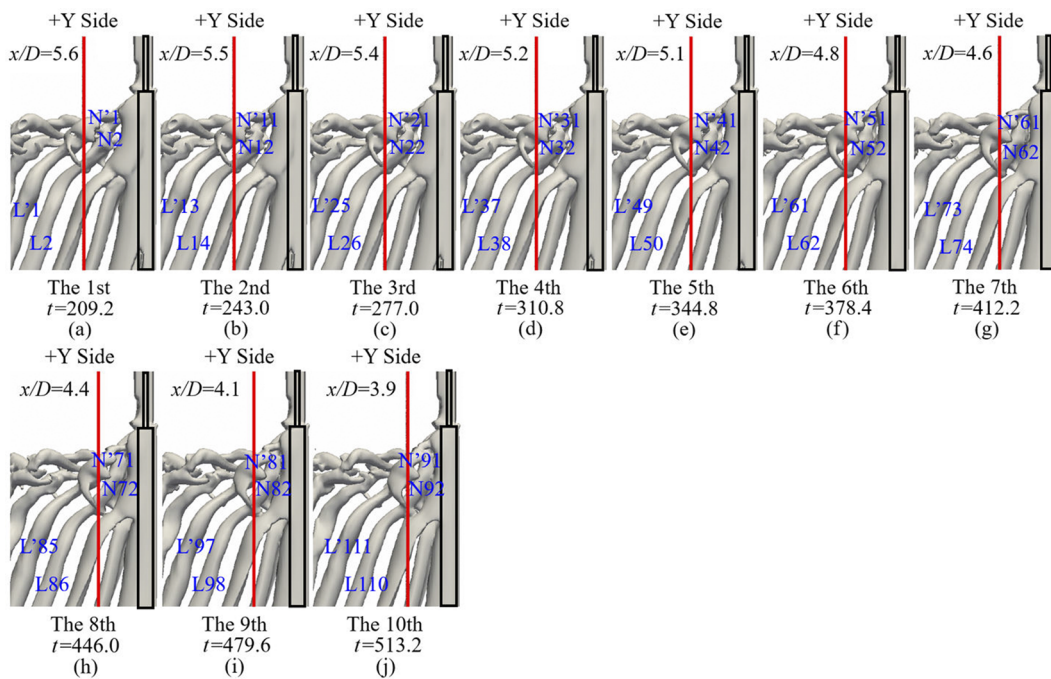 +Y Side +Y Side +Y Side +Y Side +Y Side +Y Side +Y Side
x/D=5.6 x/D=5.5 x/D=5.4 x/D=5.2 x/D=5.1 x/D=4.8 x/D=4.6
N'1 N'11 N'21 N'31 N'41 N'51 N'61
N2 N12 N22 N32 N42 N52 N62
L'1 L'13 L'25 L'37 L'49 L'61 L'73
L2 L14 L26 L38 L50 L62 L74
The 1st The 2nd The 3rd The 4th The 5th The 6th The 7th
t=209.2 t=243.0 t=277.0 t=310.8 t=344.8 t=378.4 t=412.2
(a) (b) (c) (d) (e) (f) (g)
+Y Side +Y Side +Y Side
x/D=4.4 x/D=4.1 x/D=3.9
N'71 N'81 N'91
N72 N82 N92
L'85 L'97 L'111
L86 L98 L110
The 8th The 9th The 10th
t=446.0 t=479.6 t=513.2
(h) (i) (j)